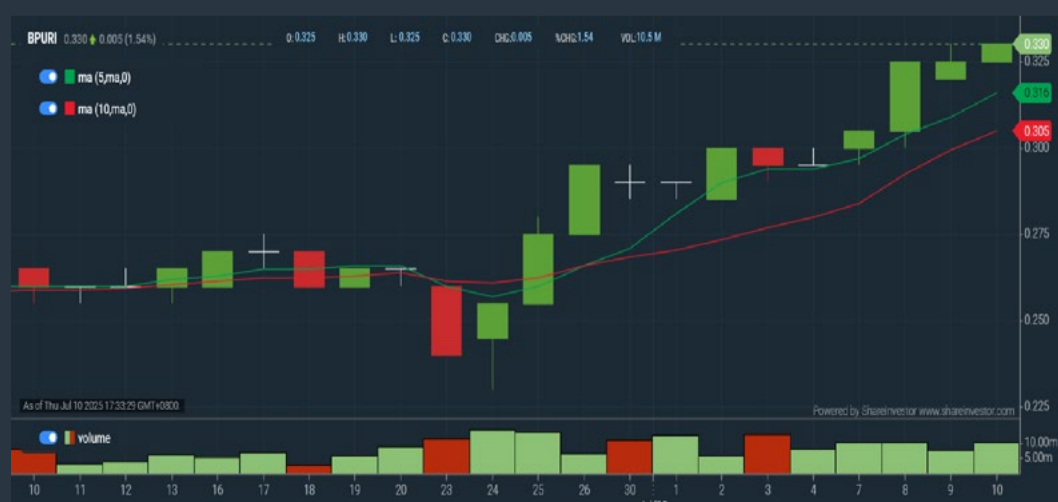 BPURI 0.330 0.005 (1.54%) O: 0.325 H: 0.330 L: 0.325 C: 0.330 CHG:0.005 %CHG:1.54 VOL:10.5 M
ma (5,ma,0)
ma (10,ma,0)
0.330
0.325
0.316
0.305
0.300
0.275
0.250
0.225
As of Thu Jul 10 2025 17:33:29 GMT+0800
Powered by ShareInvestor www.shareinvestor.com
volume
10.00m
5.00m
10 11 12 13 16 17 18 19 20 23 24 25 26 30 1 2 3 4 7 8 9 10